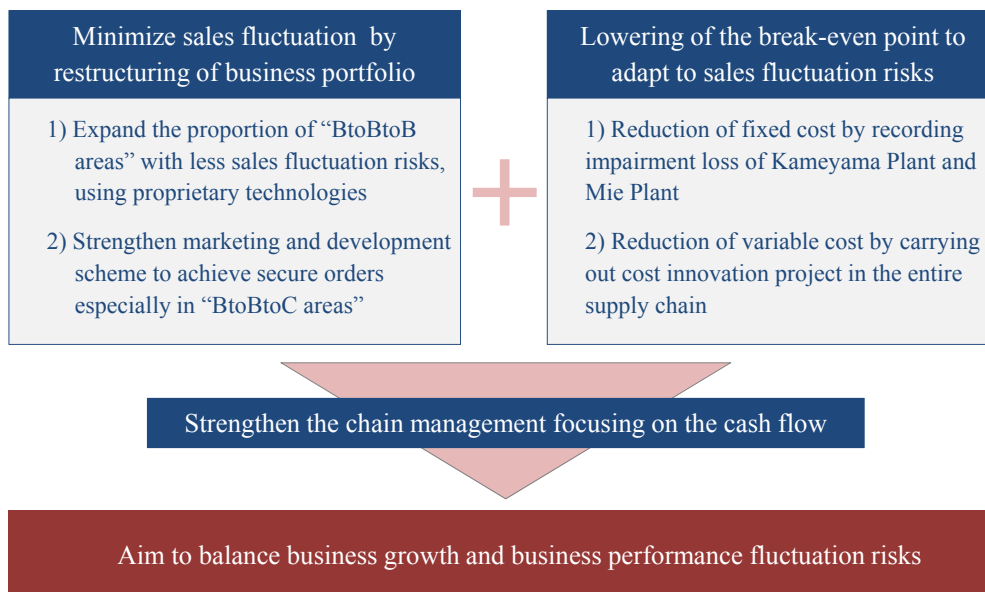 Minimize sales fluctuation by
restructuring of business portfolio
1) Expand the proportion of “BtoBtoB
areas” with less sales fluctuation risks,
using proprietary technologies
2) Strengthen marketing and development
scheme to achieve secure orders
especially in “BtoBtoC areas”
Lowering of the break-even point to
adapt to sales fluctuation risks
1) Reduction of fixed cost by recording
impairment loss of Kameyama Plant and
Mie Plant
2) Reduction of variable cost by carrying
out cost innovation project in the entire
supply chain
Strengthen the chain management focusing on the cash flow
Aim to balance business growth and business performance fluctuation risks